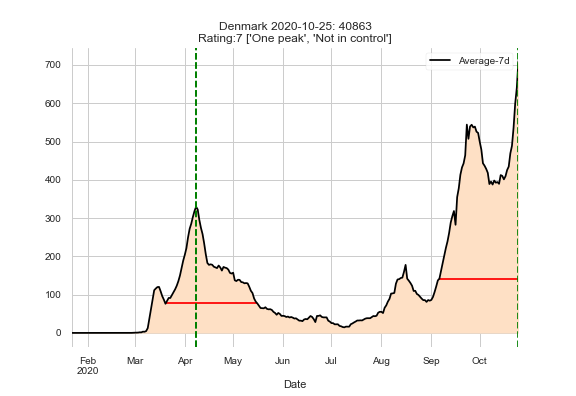 Denmark 2020-10-25: 40863
Rating:7 ['One peak', 'Not in control']
Average-7d
700
600
500
400
300
200
100
0
Feb Mar Apr May Jun Jul Aug Sep Oct
2020
Date